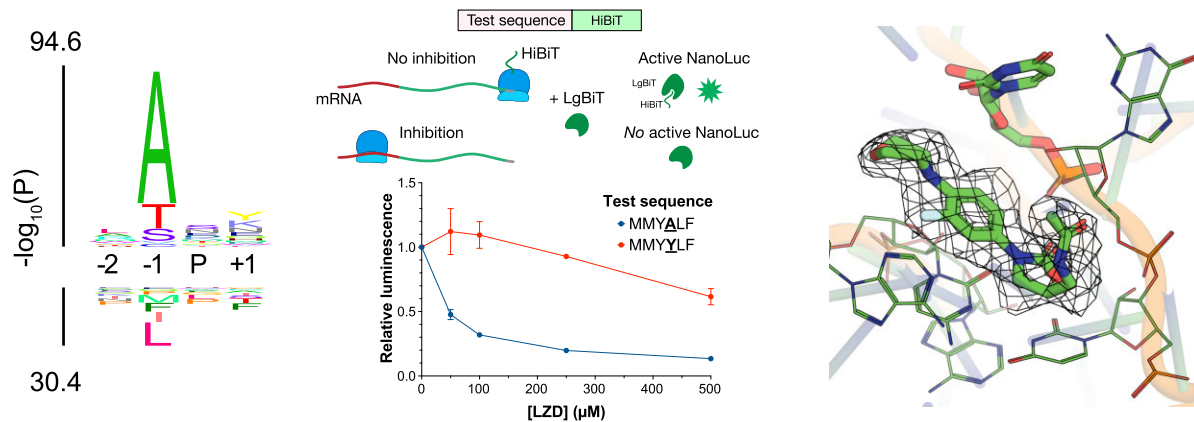 94.6
-log10(P)
A
T
S
-2 -1 P +1
M
F
L
30.4
Test sequence HiBiT
No inhibition
HiBiT
mRNA
+ LgBiT
Active NanoLuc
LgBiT
HiBiT
Inhibition
No active NanoLuc
Relative luminescence
1.5
1.0
0.5
0.0
0 100 200 300 400 500
[LZD] (µM)
Test sequence
MMYALF
MMYYLF